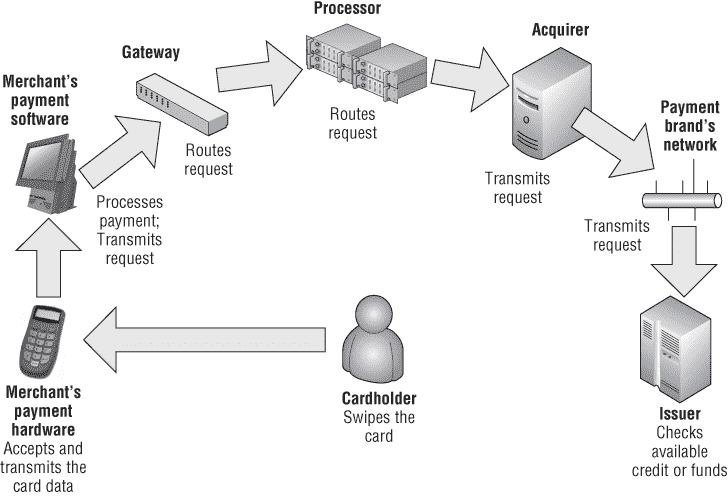 Processor
Routes
request
Gateway
Routes
request
Acquirer
Transmits
request
Merchant's
payment
software
Processes
payment;
Transmits
request
Payment
brand's
network
Transmits
request
Merchant's
payment
hardware
Accepts and
transmits the
card data
Cardholder
Swipes the
card
Issuer
Checks
available
credit or funds